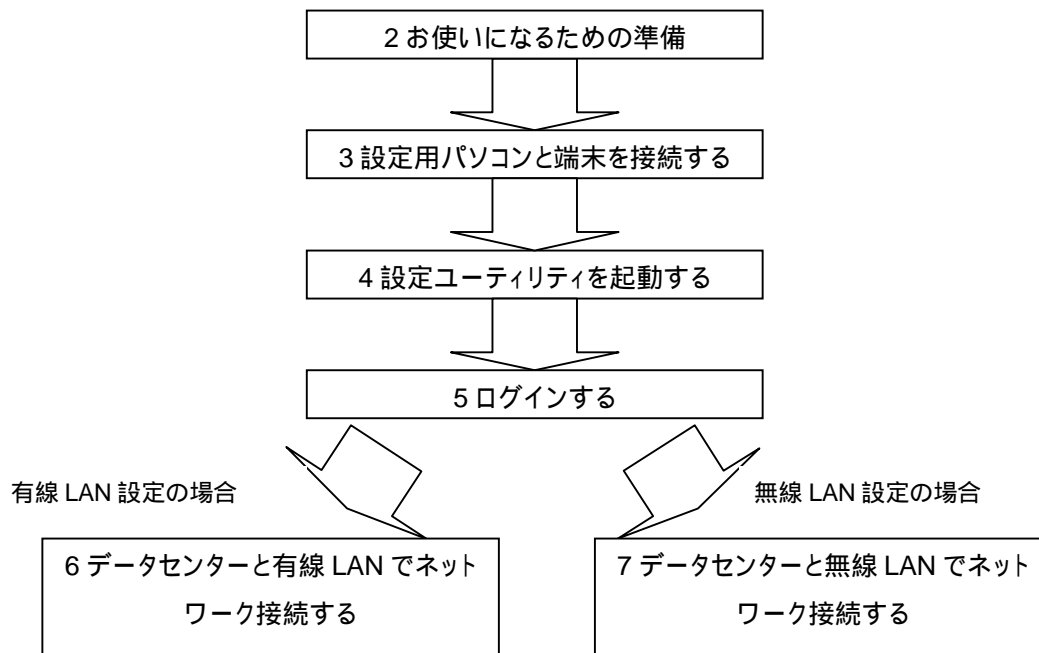 2 お使いになるための準備
3 設定用パソコンと端末を接続する
4 設定ユーティリティを起動する
5 ログインする
有線 LAN 設定の場合
無線 LAN 設定の場合
6 データセンターと有線 LAN でネット
ワーク接続する
7 データセンターと無線 LAN でネット
ワーク接続する